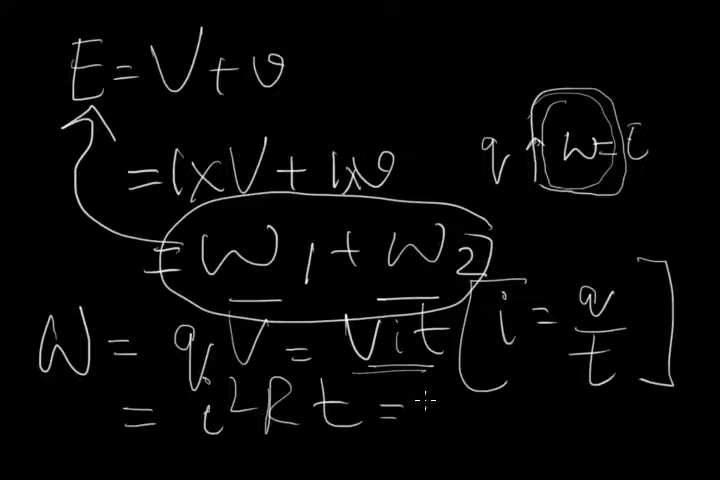 E = V + v
= 1 x V + 1 x v
q ↑ W = E
= W1 + W2
W = qV = Vit [ i = q/t ]
= i²Rt =